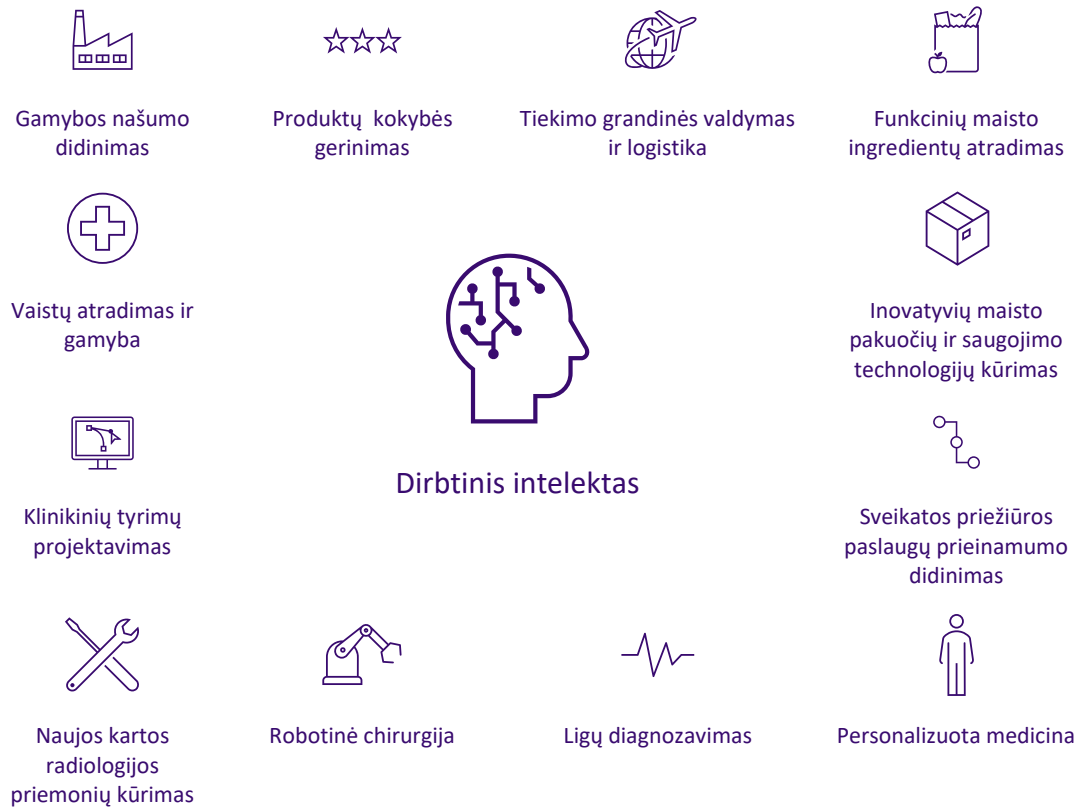 Gamybos našumo
didinimas
Produktų kokybės
gerinimas
Tiekimo grandinės valdymas
ir logistika
Funkcinių maisto
ingredientų atradimas
Vaistų atradimas ir
gamyba
Inovatyvių maisto
pakuočių ir saugojimo
technologijų kūrimas
Dirbtinis intelektas
Klinikinių tyrimų
projektavimas
Sveikatos priežiūros
paslaugų prieinamumo
didinimas
Naujos kartos
radiologijos
priemonių kūrimas
Robotinė chirurgija
Ligų diagnozavimas
Personalizuota medicina